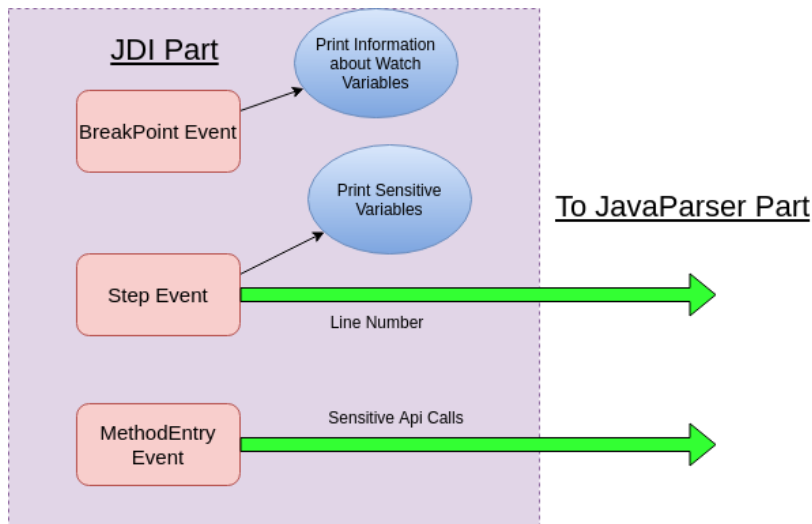 JDI Part
Print Information
about Watch
Variables
BreakPoint Event
Print Sensitive
Variables
To JavaParser Part
Step Event
Line Number
Sensitive Api Calls
MethodEntry
Event